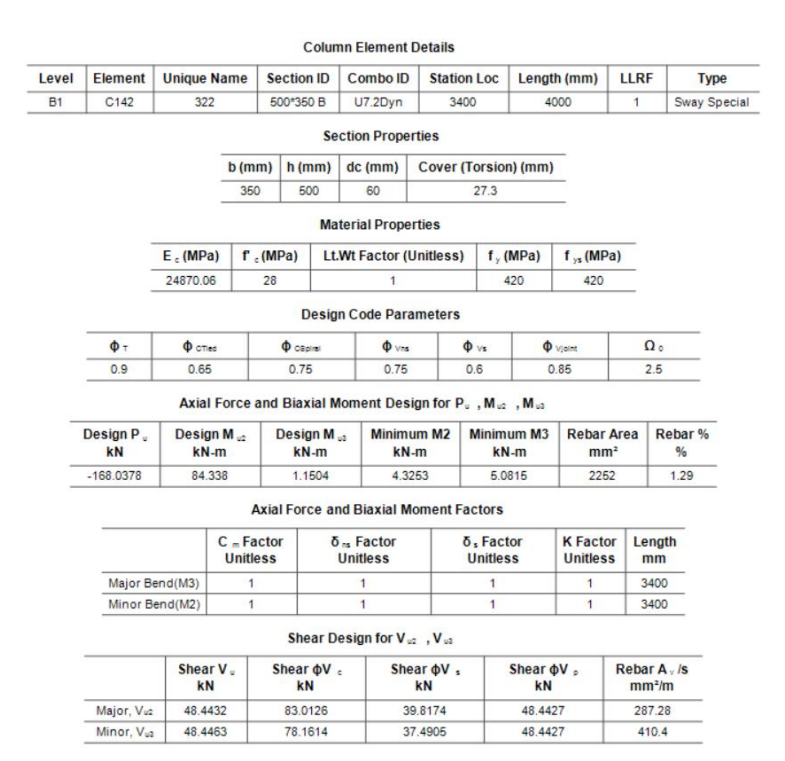 Column Element Details
Level Element Unique Name Section ID Combo ID Station Loc Length (mm) LLRF Type
B1 C142 322 500*350 B U7.2Dyn 3400 4000 1 Sway Special
Section Properties
b (mm) h (mm) dc (mm) Cover (Torsion) (mm)
350 500 60 27.3
Material Properties
E c (MPa) f' c (MPa) Lt.Wt Factor (Unitless) f y (MPa) f ys (MPa)
24870.06 28 1 420 420
Design Code Parameters
Φ T Φ CTied Φ CSpiral Φ Vns Φ Vs Φ Vjoint Ω 0
0.9 0.65 0.75 0.75 0.6 0.85 2.5
Axial Force and Biaxial Moment Design for P u , M u2 , M u3
Design P u Design M u2 Design M u3 Minimum M2 Minimum M3 Rebar Area Rebar %
kN kN-m kN-m kN-m kN-m mm² %
-168.0378 84.338 1.1504 4.3253 5.0815 2252 1.29
Axial Force and Biaxial Moment Factors
C m Factor δ ns Factor δ s Factor K Factor Length
Unitless Unitless Unitless Unitless mm
Major Bend(M3) 1 1 1 1 3400
Minor Bend(M2) 1 1 1 1 3400
Shear Design for V u2 , V u3
Shear V u Shear ϕV c Shear ϕV s Shear ϕV p Rebar A v /s
kN kN kN kN mm²/m
Major, V u2 48.4432 83.0126 39.8174 48.4427 287.28
Minor, V u3 48.4463 78.1614 37.4905 48.4427 410.4